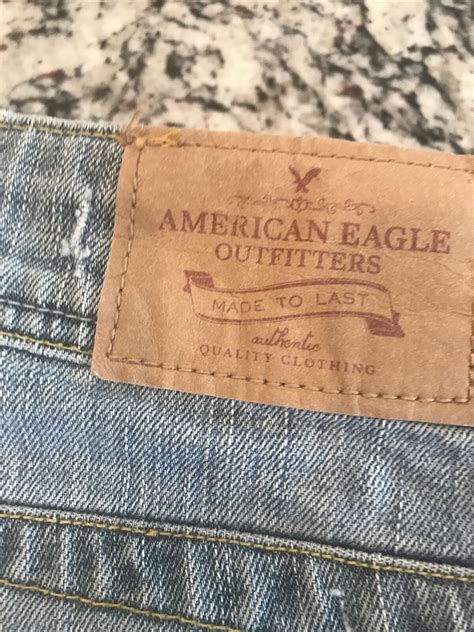 AMERICAN EAGLE
OUTFITTERS
MADE TO LAST
authentic
QUALITY CLOTHING